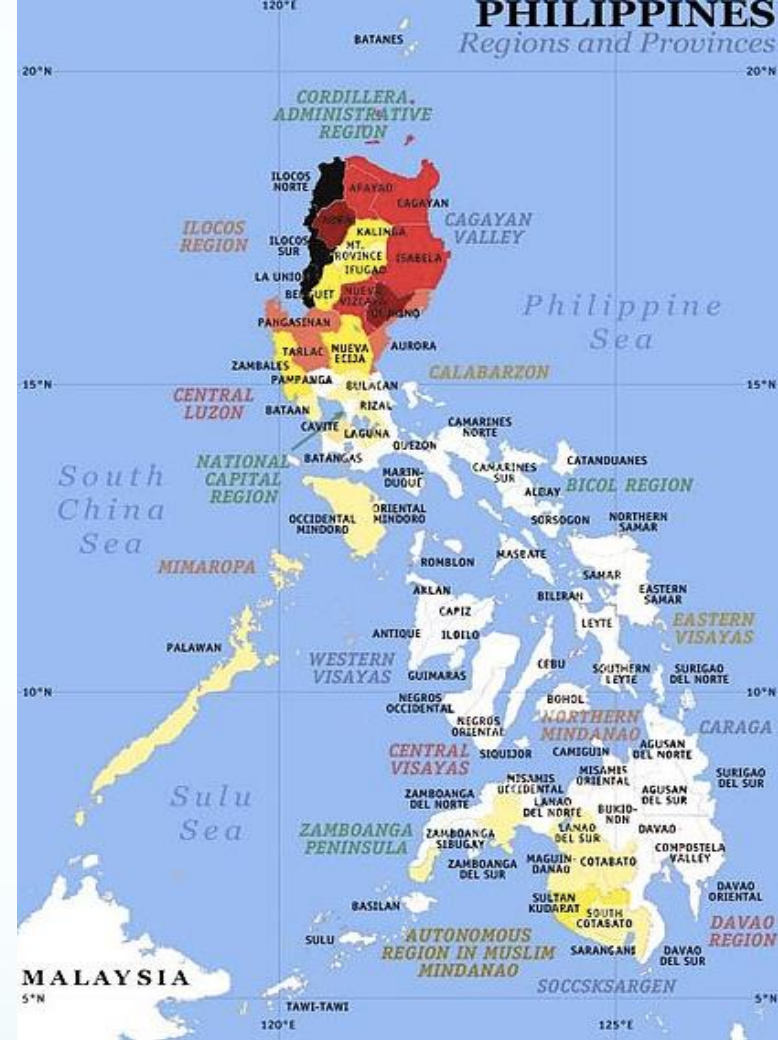 120°E
PHILIPPINES
Regions and Provinces
BATANES
20°N
20°N
CORDILLERA
ADMINISTRATIVE
REGION
ILOCOS
NORTE
APAYAO
CAGAYAN
ILOCOS
REGION
CAGAYAN
VALLEY
KALINGA
ILOCOS
SUR
MT.
PROVINCE
ISABELA
IFUGAO
LA UNION
BENGUET
NUEVA
VIZCAYA
QUIRINO
Philippine
Sea
PANGASINAN
TARLAC
NUEVA
ECIJA
AURORA
ZAMBALES
PAMPANGA
BULACAN
CALABARZON
15°N
15°N
CENTRAL
LUZON
BATAAN
RIZAL
CAVITE
LAGUNA
CAMARINES
NORTE
QUEZON
NATIONAL
CAPITAL
REGION
BATANGAS
MARIN-
DUQUE
CAMARINES
SUR
CATANDUANES
ALBAY
BICOL REGION
South
China
Sea
OCCIDENTAL
MINDORO
ORIENTAL
MINDORO
SORSOGON
NORTHERN
SAMAR
MIMAROPA
ROMBLON
MASBATE
SAMAR
AKLAN
BILIRAN
EASTERN
SAMAR
CAPIZ
LEYTE
EASTERN
VISAYAS
ANTIQUE
ILOILO
PALAWAN
WESTERN
VISAYAS
GUIMARAS
CEBU
SOUTHERN
LEYTE
SURIGAO
DEL NORTE
10°N
10°N
NEGROS
OCCIDENTAL
BOHOL
NEGROS
ORIENTAL
NORTHERN
MINDANAO
CARAGA
CENTRAL
VISAYAS
SIQUIJOR
CAMIGUIN
AGUSAN
DEL NORTE
Sulu
Sea
MISAMIS
OCCIDENTAL
MISAMIS
ORIENTAL
SURIGAO
DEL SUR
ZAMBOANGA
DEL NORTE
LANAO
DEL NORTE
BUKID-
NON
AGUSAN
DEL SUR
ZAMBOANGA
PENINSULA
ZAMBOANGA
SIBUGAY
LANAO
DEL SUR
DAVAO
ZAMBOANGA
DEL SUR
MAGUIN-
DANAO
COTABATO
COMPOSTELA
VALLEY
DAVAO
ORIENTAL
BASILAN
SULTAN
KUDARAT
SOUTH
COTABATO
DAVAO
REGION
SULU
AUTONOMOUS
REGION IN MUSLIM
MINDANAO
SARANGANI
DAVAO
DEL SUR
MALAYSIA
SOCCSKSARGEN
5°N
5°N
TAWI-TAWI
120°E
125°E